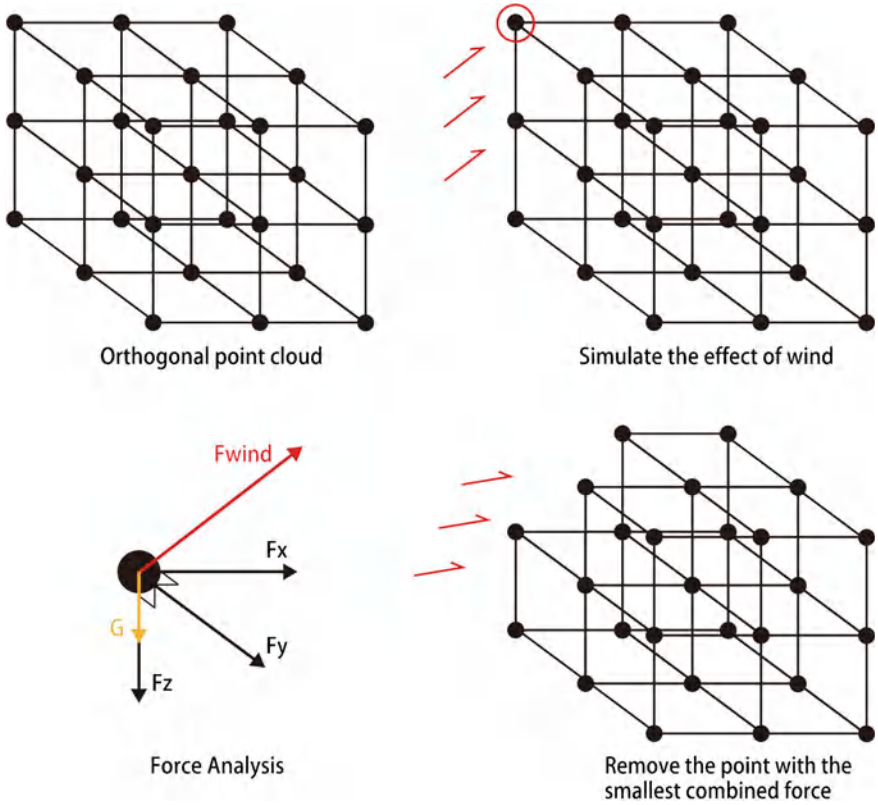 Orthogonal point cloud
Simulate the effect of wind
Fwind
Fx
G
Fy
Fz
Force Analysis
Remove the point with the
smallest combined force